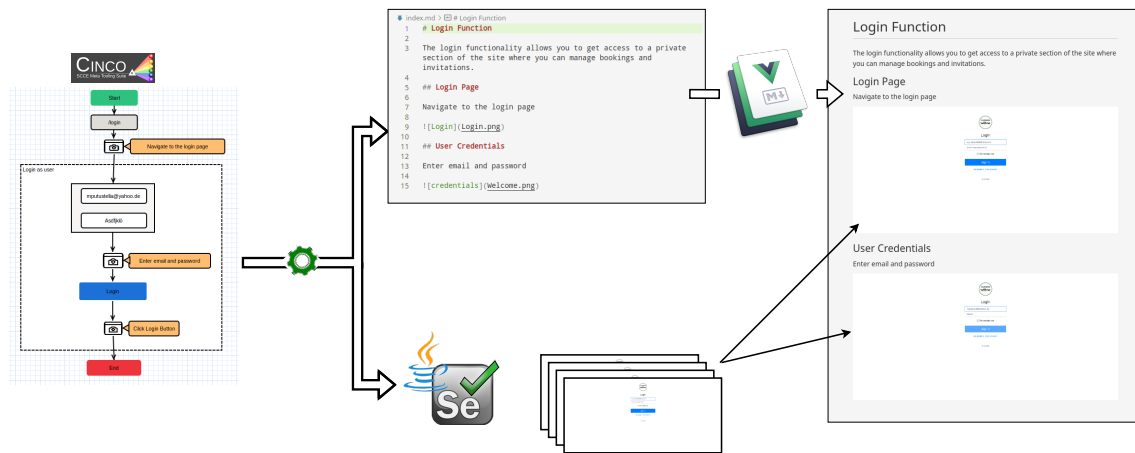 CINCO
SCCE Meta Tooling Suite
Start
/login
Navigate to the login page
Login as user
mputustella@yahoo.de
Asdfjklö
Enter email and password
Login
Click Login Button
End
index.md > # Login Function
1 # Login Function
2
3 The login functionality allows you to get access to a private
section of the site where you can manage bookings and
invitations.
4
5 ## Login Page
6
7 Navigate to the login page
8
9 ![Login](Login.png)
10
11 ## User Credentials
12
13 Enter email and password
14
15 ![credentials](Welcome.png)
M
Se
Login
Login Function
The login functionality allows you to get access to a private section of the site where
you can manage bookings and invitations.
Login Page
Navigate to the login page
Login
User Credentials
Enter email and password
Login